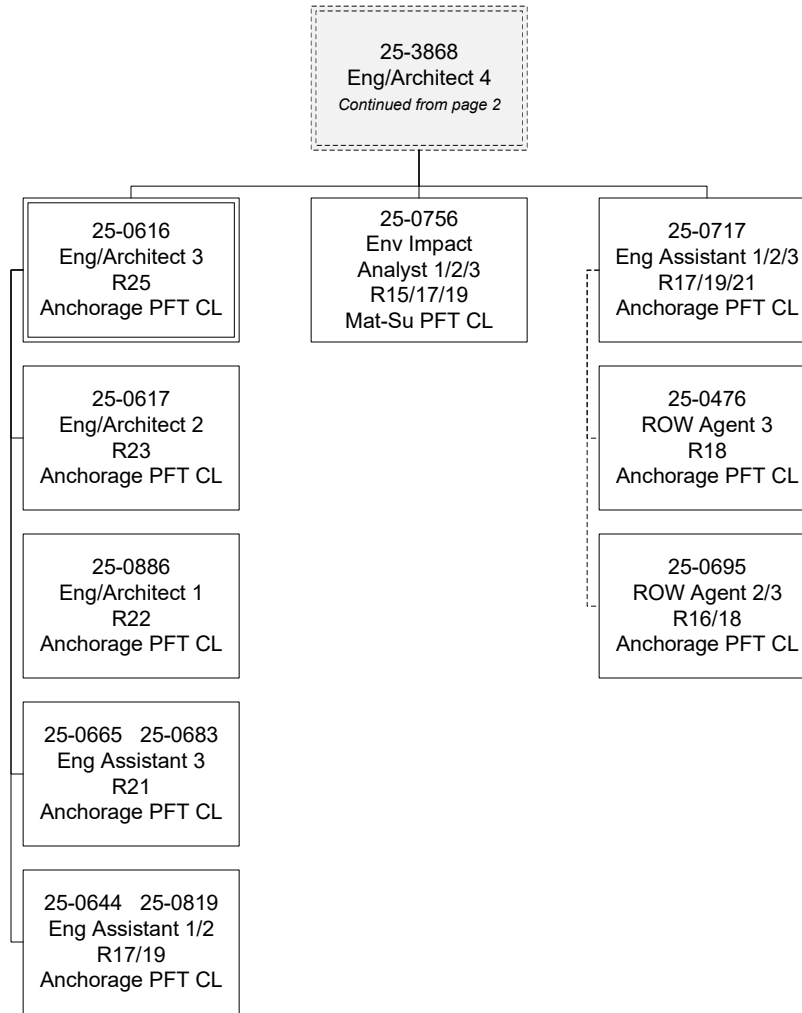 25-3868
Eng/Architect 4
Continued from page 2
25-0616
Eng/Architect 3
R25
Anchorage PFT CL
25-0756
Env Impact
Analyst 1/2/3
R15/17/19
Mat-Su PFT CL
25-0717
Eng Assistant 1/2/3
R17/19/21
Anchorage PFT CL
25-0617
Eng/Architect 2
R23
Anchorage PFT CL
25-0476
ROW Agent 3
R18
Anchorage PFT CL
25-0886
Eng/Architect 1
R22
Anchorage PFT CL
25-0695
ROW Agent 2/3
R16/18
Anchorage PFT CL
25-0665 25-0683
Eng Assistant 3
R21
Anchorage PFT CL
25-0644 25-0819
Eng Assistant 1/2
R17/19
Anchorage PFT CL